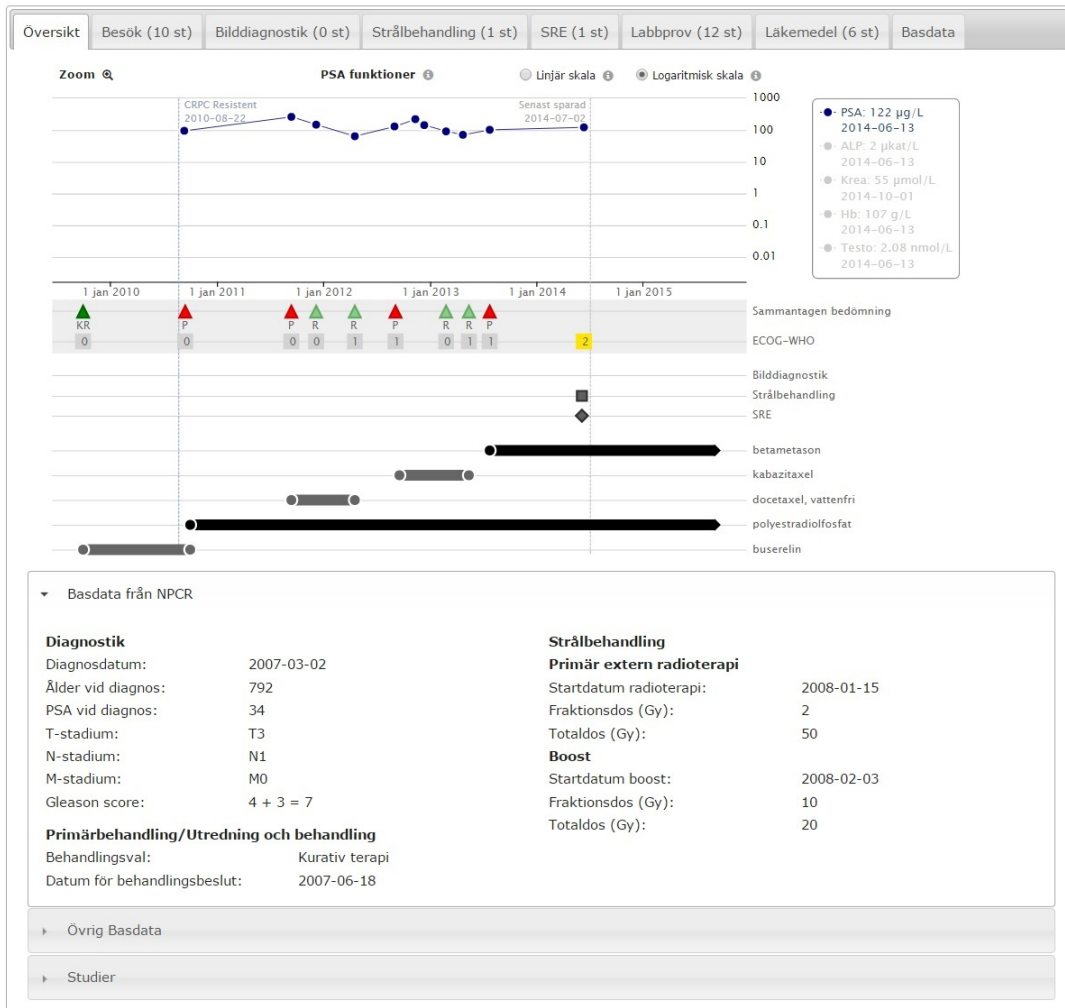 Översikt Besök (10 st) Bilddiagnostik (0 st) Strålbehandling (1 st) SRE (1 st) Labbprov (12 st) Läkemedel (6 st) Basdata
Zoom PSA funktioner Linjär skala Logaritmisk skala
CRPC Resistent
2010-08-22
Senast sparad
2014-07-02
1000
100
10
1
0.1
0.01
PSA: 122 µg/L
2014-06-13
ALP: 2 µkat/L
2014-06-13
Krea: 55 µmol/L
2014-10-01
Hb: 107 g/L
2014-06-13
Testo: 2.08 nmol/L
2014-06-13
1 jan 2010 1 jan 2011 1 jan 2012 1 jan 2013 1 jan 2014 1 jan 2015
Sammantagen bedömning
KR P P R R P R R P
0 0 0 0 1 1 0 1 1 2 ECOG-WHO
Bilddiagnostik
Strålbehandling
SRE
betametason
kabazitaxel
docetaxel, vattenfri
polyestradiolfosfat
buserelin
Basdata från NPCR
Diagnostik
Diagnosdatum: 2007-03-02
Ålder vid diagnos: 792
PSA vid diagnos: 34
T-stadium: T3
N-stadium: N1
M-stadium: M0
Gleason score: 4 + 3 = 7
Primärbehandling/Utredning och behandling
Behandlingsval: Kurativ terapi
Datum för behandlingsbeslut: 2007-06-18
Strålbehandling
Primär extern radioterapi
Startdatum radioterapi: 2008-01-15
Fraktionsdos (Gy): 2
Totaldos (Gy): 50
Boost
Startdatum boost: 2008-02-03
Fraktionsdos (Gy): 10
Totaldos (Gy): 20
Övrig Basdata
Studier